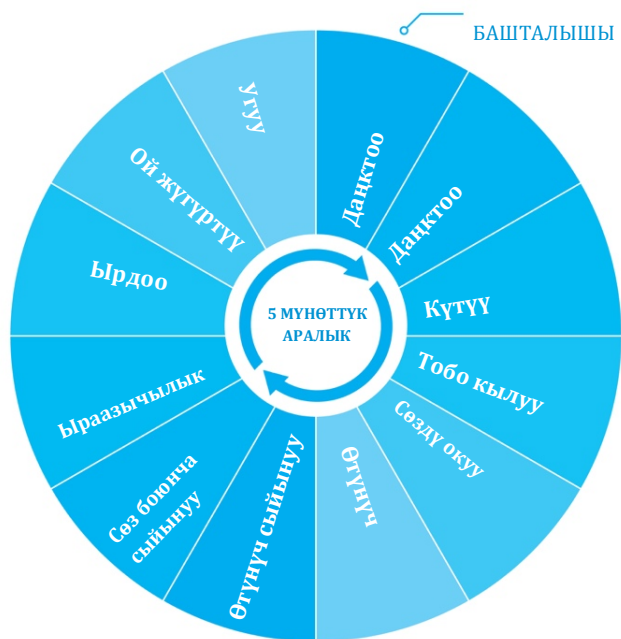 БАШТАЛЫШЫ
Даңктоо
Даңктоо
Күтүү
Тобо кылуу
Сөздү окуу
Өтүнүч
Өтүнүч сыйынуу
Сөз боюнча
сыйынуу
Ыраазычылык
Ырдоо
Ой жүгүртүү
Угуу
5 МҮНӨТТҮК
АРАЛЫК